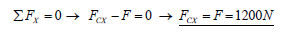 ΣF_X = 0 → F_CX − F = 0 → F_CX = F = 1200N